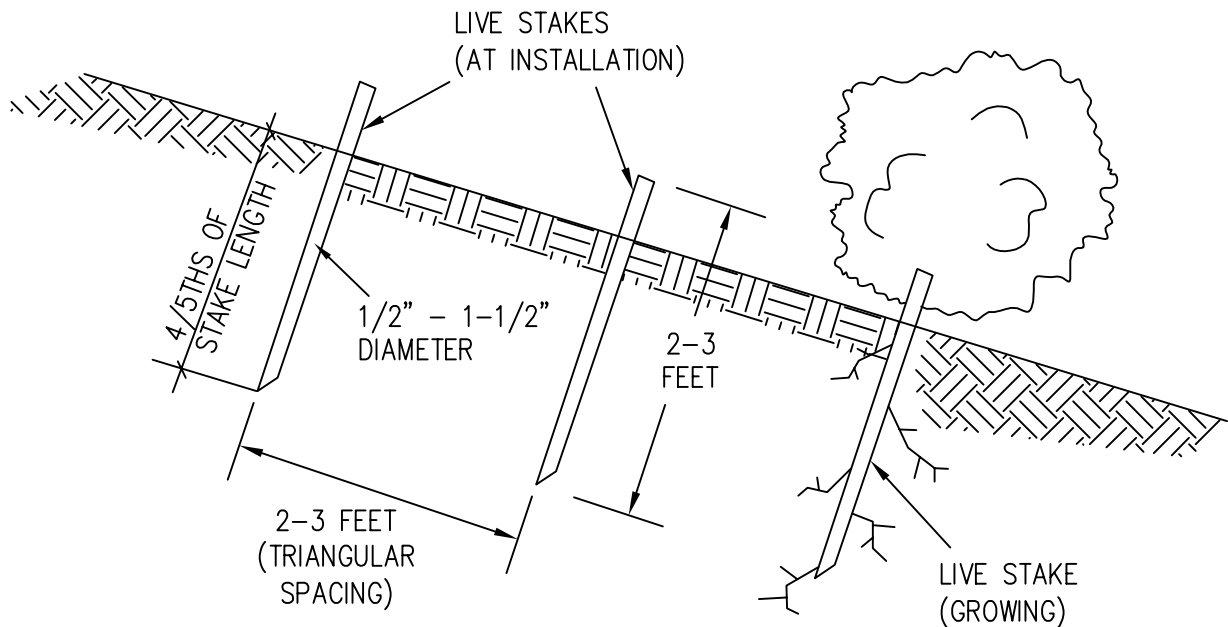 LIVE STAKES
(AT INSTALLATION)
4/5THS OF
STAKE LENGTH
1/2” – 1-1/2”
DIAMETER
2–3
FEET
2–3 FEET
(TRIANGULAR
SPACING)
LIVE STAKE
(GROWING)